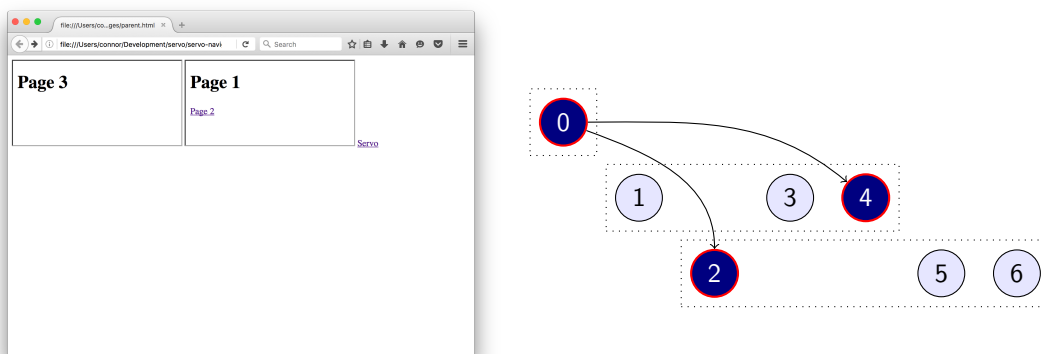 file:///Users/co...ges/parent.html × +
file:///Users/connor/Development/servo/servo-navi Search
Page 3 Page 1
Page 2
Servo
0
1 3 4
2 5 6